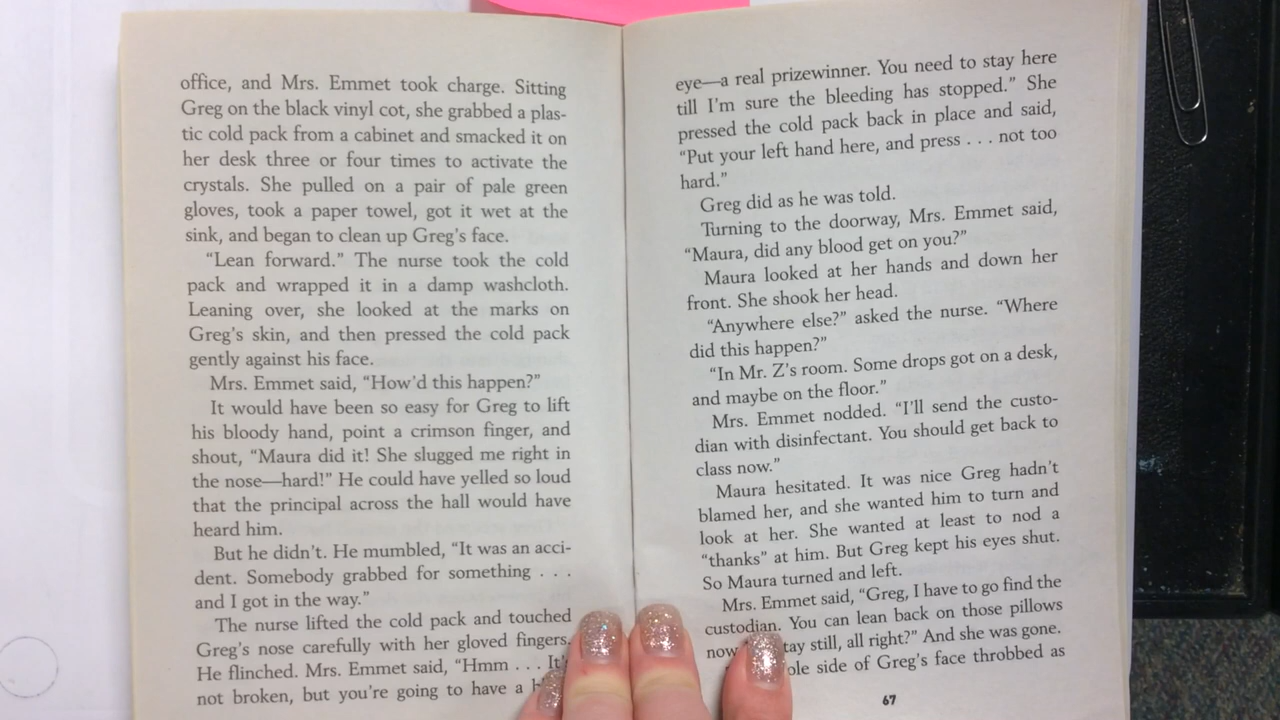 office, and Mrs. Emmet took charge. Sitting
Greg on the black vinyl cot, she grabbed a plas-
tic cold pack from a cabinet and smacked it on
her desk three or four times to activate the
crystals. She pulled on a pair of pale green
gloves, took a paper towel, got it wet at the
sink, and began to clean up Greg's face.
"Lean forward." The nurse took the cold
pack and wrapped it in a damp washcloth.
Leaning over, she looked at the marks on
Greg's skin, and then pressed the cold pack
gently against his face.
Mrs. Emmet said, "How'd this happen?"
It would have been so easy for Greg to lift
his bloody hand, point a crimson finger, and
shout, "Maura did it! She slugged me right in
the nose—hard!" He could have yelled so loud
that the principal across the hall would have
heard him.
But he didn't. He mumbled, "It was an acci-
dent. Somebody grabbed for something . . .
and I got in the way."
The nurse lifted the cold pack and touched
Greg's nose carefully with her gloved fingers.
He flinched. Mrs. Emmet said, "Hmm . . . It's
not broken, but you're going to have a
eye—a real prizewinner. You need to stay here
till I'm sure the bleeding has stopped." She
pressed the cold pack back in place and said,
"Put your left hand here, and press . . . not too
hard."
Greg did as he was told.
Turning to the doorway, Mrs. Emmet said,
"Maura, did any blood get on you?"
Maura looked at her hands and down her
front. She shook her head.
"Anywhere else?" asked the nurse. "Where
did this happen?"
"In Mr. Z's room. Some drops got on a desk,
and maybe on the floor."
Mrs. Emmet nodded. "I'll send the custo-
dian with disinfectant. You should get back to
class now."
Maura hesitated. It was nice Greg hadn't
blamed her, and she wanted him to turn and
look at her. She wanted at least to nod a
"thanks" at him. But Greg kept his eyes shut.
So Maura turned and left.
Mrs. Emmet said, "Greg, I have to go find the
custodian. You can lean back on those pillows
now tay still, all right?" And she was gone.
ole side of Greg's face throbbed as
67